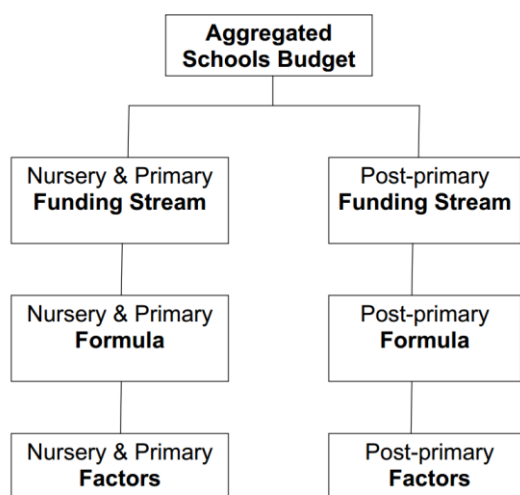 Aggregated
Schools Budget
Nursery & Primary
Funding Stream
Post-primary
Funding Stream
Nursery & Primary
Formula
Post-primary
Formula
Nursery & Primary
Factors
Post-primary
Factors